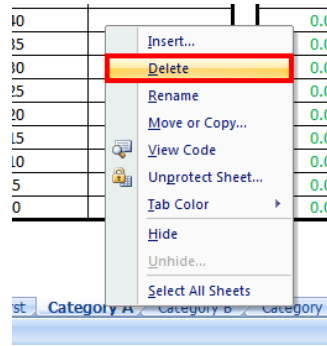 40
35 Insert...
30 Delete
25 Rename
20 Move or Copy...
15 View Code
10 Unprotect Sheet...
5 Tab Color
0 Hide
Unhide...
Select All Sheets
Category A Category B Category